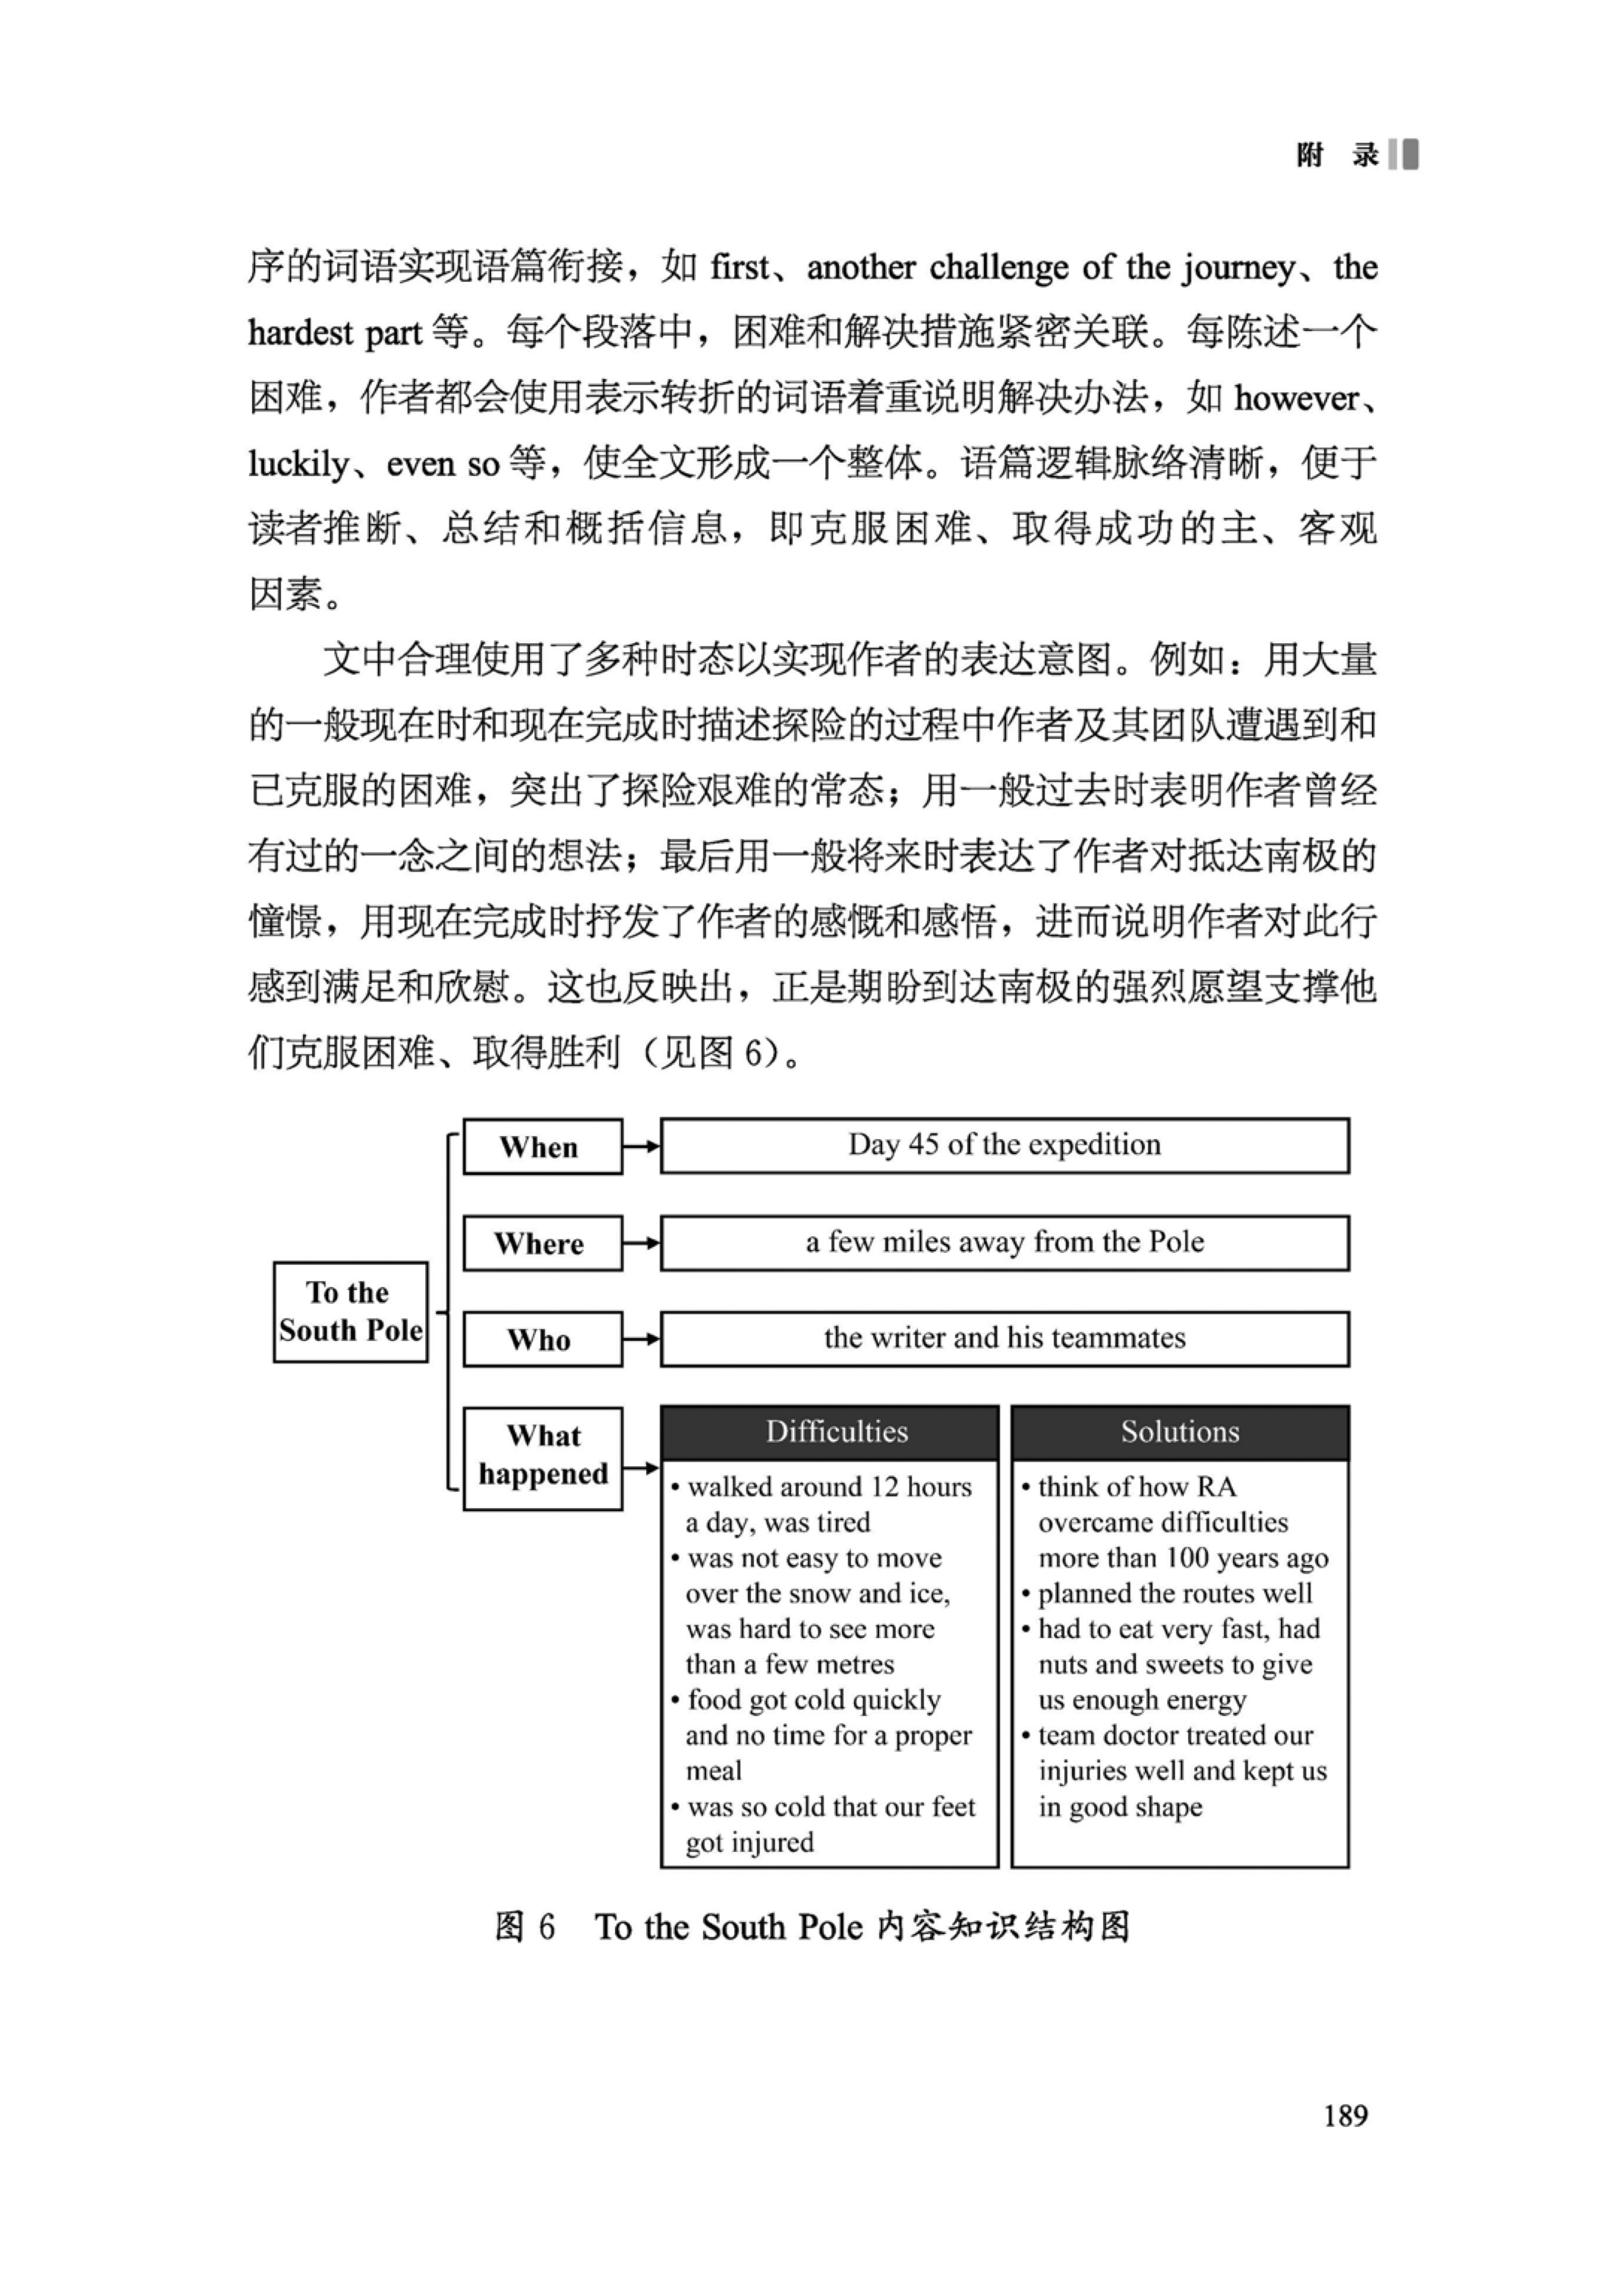 附 录
序的词语实现语篇衔接，如 first、another challenge of the journey、the
hardest part 等。每个段落中，困难和解决措施紧密关联。每陈述一个
困难，作者都会使用表示转折的词语着重说明解决办法，如 however、
luckily、even so 等，使全文形成一个整体。语篇逻辑脉络清晰，便于
读者推断、总结和概括信息，即克服困难、取得成功的主、客观
因素。
文中合理使用了多种时态以实现作者的表达意图。例如：用大量
的一般现在时和现在完成时描述探险的过程中作者及其团队遭遇到和
已克服的困难，突出了探险艰难的常态；用一般过去时表明作者曾经
有过的一念之间的想法；最后用一般将来时表达了作者对抵达南极的
憧憬，用现在完成时抒发了作者的感慨和感悟，进而说明作者对此行
感到满足和欣慰。这也反映出，正是期盼到达南极的强烈愿望支撑他
们克服困难、取得胜利（见图 6）。
To the
South Pole
When
Day 45 of the expedition
Where
a few miles away from the Pole
Who
the writer and his teammates
What
happened
Difficulties
• walked around 12 hours
a day, was tired
• was not easy to move
over the snow and ice,
was hard to see more
than a few metres
• food got cold quickly
and no time for a proper
meal
• was so cold that our feet
got injured
Solutions
• think of how RA
overcame difficulties
more than 100 years ago
• planned the routes well
• had to eat very fast, had
nuts and sweets to give
us enough energy
• team doctor treated our
injuries well and kept us
in good shape
图 6 To the South Pole 内容知识结构图
189